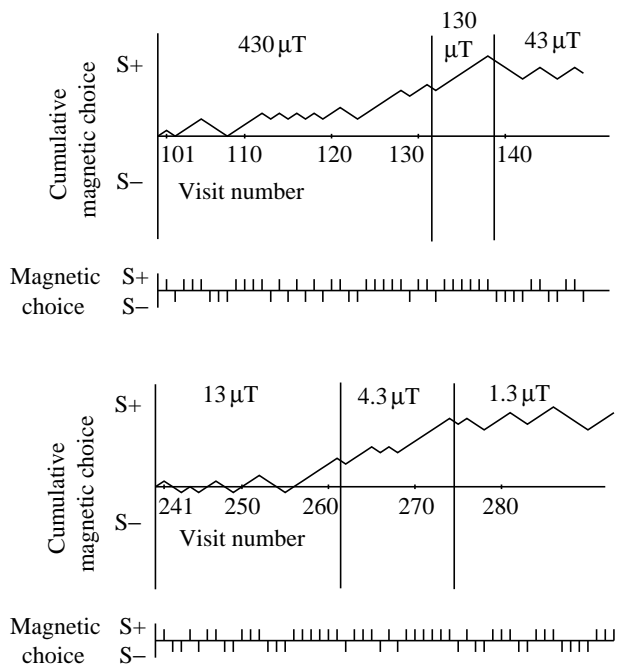 430 μT
130
μT
43 μT
S+
Cumulative
magnetic choice
101
110
120
130
140
S−
Visit number
Magnetic
choice
S+
S−
13 μT
4.3 μT
1.3 μT
S+
Cumulative
magnetic choice
241
250
260
270
280
S−
Visit number
Magnetic
choice
S+
S−